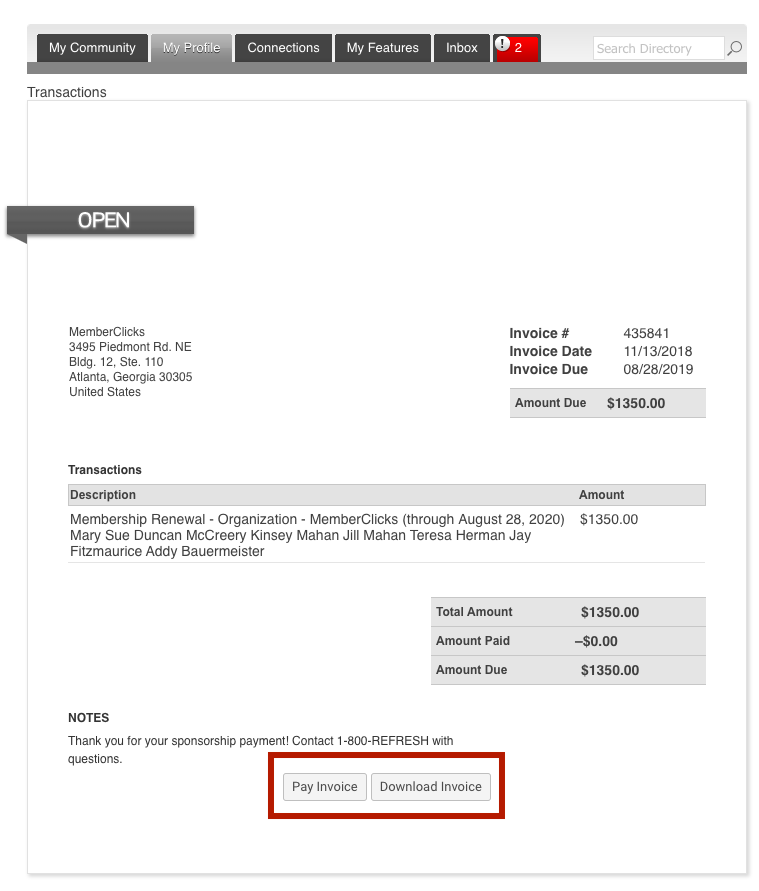 My Community My Profile Connections My Features Inbox ! 2 Search Directory
Transactions
OPEN
MemberClicks
3495 Piedmont Rd. NE
Bldg. 12, Ste. 110
Atlanta, Georgia 30305
United States
Invoice # 435841
Invoice Date 11/13/2018
Invoice Due 08/28/2019
Amount Due $1350.00
Transactions
Description Amount
Membership Renewal - Organization - MemberClicks (through August 28, 2020) $1350.00
Mary Sue Duncan McCreery Kinsey Mahan Jill Mahan Teresa Herman Jay
Fitzmaurice Addy Bauermeister
Total Amount $1350.00
Amount Paid –$0.00
Amount Due $1350.00
NOTES
Thank you for your sponsorship payment! Contact 1-800-REFRESH with
questions.
Pay Invoice Download Invoice